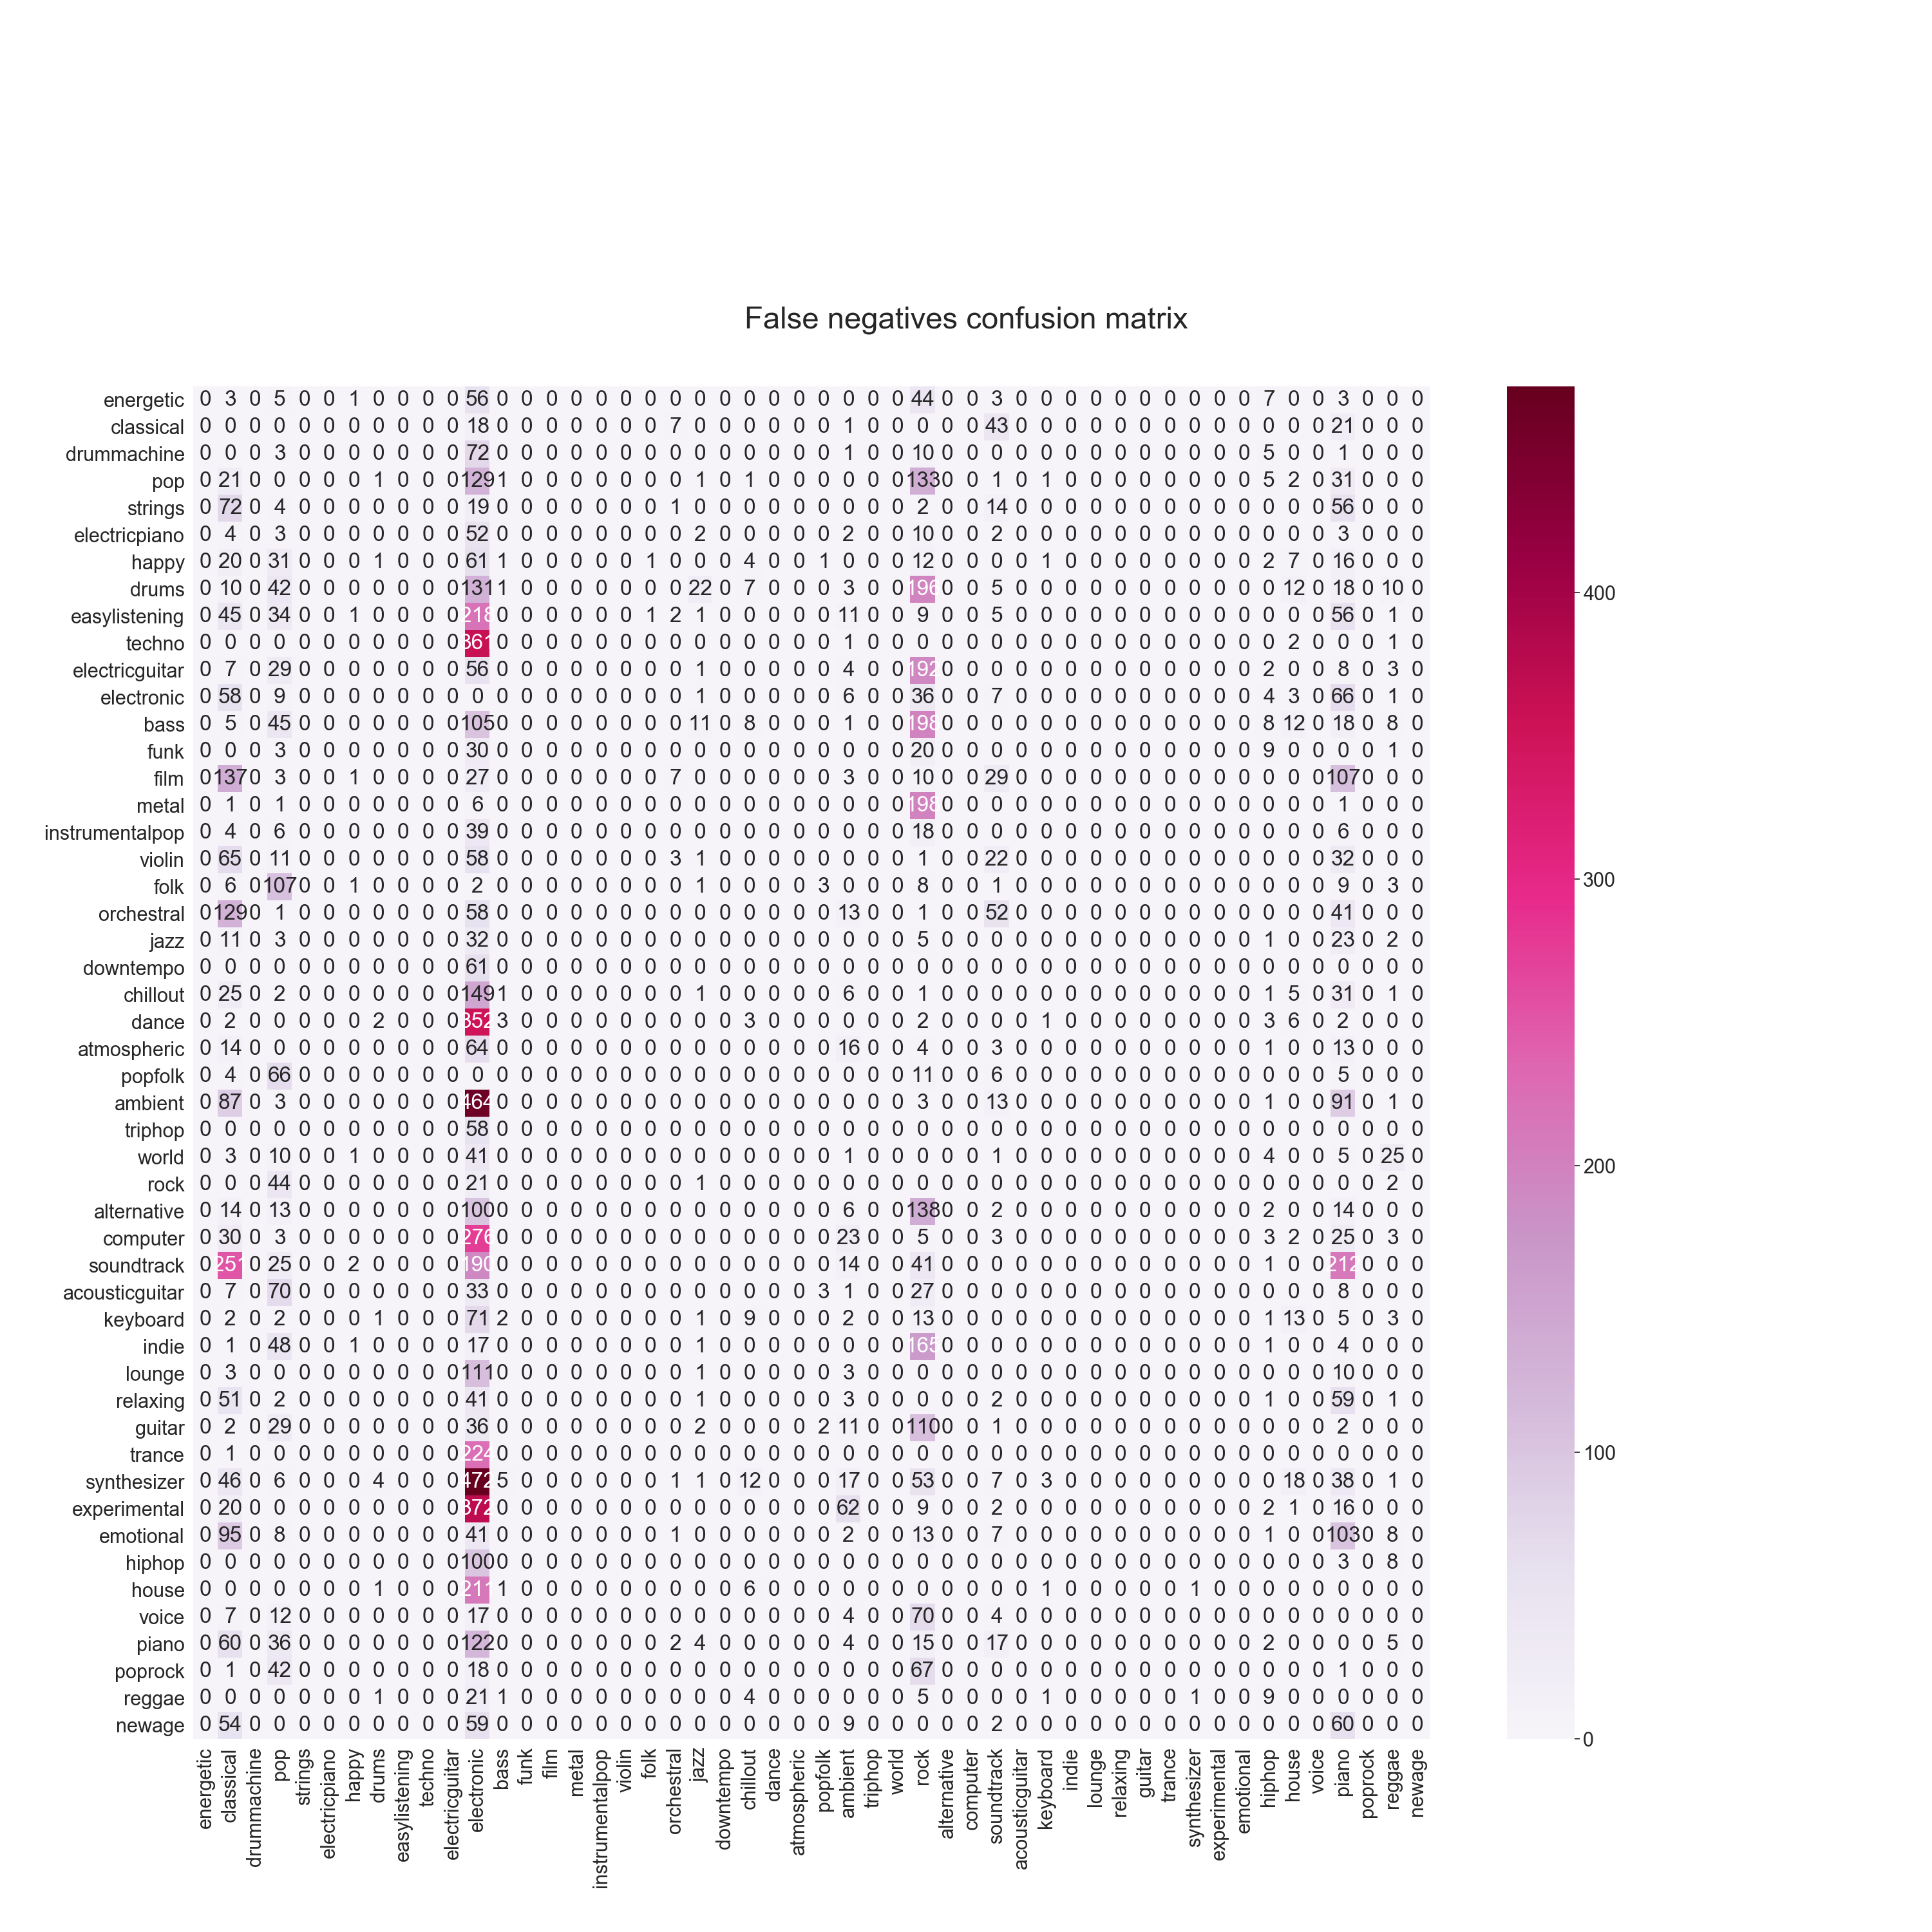 False negatives confusion matrix
energetic 0 3 0 5 0 0 1 0 0 0 0 56 0 0 0 0 0 0 0 0 0 0 0 0 0 0 0 0 0 44 0 0 3 0 0 0 0 0 0 0 0 0 0 7 0 0 3 0 0 0
classical 0 0 0 0 0 0 0 0 0 0 0 18 0 0 0 0 0 0 0 7 0 0 0 0 0 0 1 0 0 0 0 0 43 0 0 0 0 0 0 0 0 0 0 0 0 0 21 0 0 0
drummachine 0 0 0 3 0 0 0 0 0 0 0 72 0 0 0 0 0 0 0 0 0 0 0 0 0 0 1 0 0 10 0 0 0 0 0 0 0 0 0 0 0 0 0 5 0 0 1 0 0 0
pop 0 21 0 0 0 0 0 1 0 0 0 129 1 0 0 0 0 0 0 0 1 0 1 0 0 0 0 0 0 133 0 0 1 0 1 0 0 0 0 0 0 0 0 5 2 0 31 0 0 0
strings 0 72 0 4 0 0 0 0 0 0 0 19 0 0 0 0 0 0 0 1 0 0 0 0 0 0 0 0 0 2 0 0 14 0 0 0 0 0 0 0 0 0 0 0 0 0 56 0 0 0
electricpiano 0 4 0 3 0 0 0 0 0 0 0 52 0 0 0 0 0 0 0 0 2 0 0 0 0 0 2 0 0 10 0 0 2 0 0 0 0 0 0 0 0 0 0 0 0 0 3 0 0 0
happy 0 20 0 31 0 0 0 1 0 0 0 61 1 0 0 0 0 0 1 0 0 0 4 0 0 1 0 0 0 12 0 0 0 0 1 0 0 0 0 0 0 0 0 2 7 0 16 0 0 0
drums 0 10 0 42 0 0 0 0 0 0 0 131 1 0 0 0 0 0 0 0 22 0 7 0 0 0 3 0 0 196 0 0 5 0 0 0 0 0 0 0 0 0 0 0 12 0 18 0 10 0
easylistening 0 45 0 34 0 0 1 0 0 0 0 218 0 0 0 0 0 0 1 2 1 0 0 0 0 0 11 0 0 9 0 0 5 0 0 0 0 0 0 0 0 0 0 0 0 0 56 0 1 0
techno 0 0 0 0 0 0 0 0 0 0 0 361 0 0 0 0 0 0 0 0 0 0 0 0 0 0 1 0 0 0 0 0 0 0 0 0 0 0 0 0 0 0 0 0 2 0 0 0 1 0
electricguitar 0 7 0 29 0 0 0 0 0 0 0 56 0 0 0 0 0 0 0 0 1 0 0 0 0 0 4 0 0 192 0 0 0 0 0 0 0 0 0 0 0 0 0 2 0 0 8 0 3 0
electronic 0 58 0 9 0 0 0 0 0 0 0 0 0 0 0 0 0 0 0 0 1 0 0 0 0 0 6 0 0 36 0 0 7 0 0 0 0 0 0 0 0 0 0 4 3 0 66 0 1 0
bass 0 5 0 45 0 0 0 0 0 0 0 105 0 0 0 0 0 0 0 0 11 0 8 0 0 0 1 0 0 198 0 0 0 0 0 0 0 0 0 0 0 0 0 8 12 0 18 0 8 0
funk 0 0 0 3 0 0 0 0 0 0 0 30 0 0 0 0 0 0 0 0 0 0 0 0 0 0 0 0 0 20 0 0 0 0 0 0 0 0 0 0 0 0 0 9 0 0 0 0 1 0
film 0 137 0 3 0 0 1 0 0 0 0 27 0 0 0 0 0 0 0 7 0 0 0 0 0 0 3 0 0 10 0 0 29 0 0 0 0 0 0 0 0 0 0 0 0 0 107 0 0 0
metal 0 1 0 1 0 0 0 0 0 0 0 6 0 0 0 0 0 0 0 0 0 0 0 0 0 0 0 0 0 198 0 0 0 0 0 0 0 0 0 0 0 0 0 0 0 0 1 0 0 0
instrumentalpop 0 4 0 6 0 0 0 0 0 0 0 39 0 0 0 0 0 0 0 0 0 0 0 0 0 0 0 0 0 18 0 0 0 0 0 0 0 0 0 0 0 0 0 0 0 0 6 0 0 0
violin 0 65 0 11 0 0 0 0 0 0 0 58 0 0 0 0 0 0 0 3 1 0 0 0 0 0 0 0 0 1 0 0 22 0 0 0 0 0 0 0 0 0 0 0 0 0 32 0 0 0
folk 0 6 0 107 0 0 1 0 0 0 0 2 0 0 0 0 0 0 0 0 1 0 0 0 0 3 0 0 0 8 0 0 1 0 0 0 0 0 0 0 0 0 0 0 0 0 9 0 3 0
orchestral 0 129 0 1 0 0 0 0 0 0 0 58 0 0 0 0 0 0 0 0 0 0 0 0 0 0 13 0 0 1 0 0 52 0 0 0 0 0 0 0 0 0 0 0 0 0 41 0 0 0
jazz 0 11 0 3 0 0 0 0 0 0 0 32 0 0 0 0 0 0 0 0 0 0 0 0 0 0 0 0 0 5 0 0 0 0 0 0 0 0 0 0 0 0 0 1 0 0 23 0 2 0
downtempo 0 0 0 0 0 0 0 0 0 0 0 61 0 0 0 0 0 0 0 0 0 0 0 0 0 0 0 0 0 0 0 0 0 0 0 0 0 0 0 0 0 0 0 0 0 0 0 0 0 0
chillout 0 25 0 2 0 0 0 0 0 0 0 149 1 0 0 0 0 0 0 0 1 0 0 0 0 0 6 0 0 1 0 0 0 0 0 0 0 0 0 0 0 0 0 1 5 0 31 0 1 0
dance 0 2 0 0 0 0 0 2 0 0 0 352 3 0 0 0 0 0 0 0 0 0 3 0 0 0 0 0 0 2 0 0 0 0 1 0 0 0 0 0 0 0 0 3 6 0 2 0 0 0
atmospheric 0 14 0 0 0 0 0 0 0 0 0 64 0 0 0 0 0 0 0 0 0 0 0 0 0 0 16 0 0 4 0 0 3 0 0 0 0 0 0 0 0 0 0 1 0 0 13 0 0 0
popfolk 0 4 0 66 0 0 0 0 0 0 0 0 0 0 0 0 0 0 0 0 0 0 0 0 0 0 0 0 0 11 0 0 6 0 0 0 0 0 0 0 0 0 0 0 0 0 5 0 0 0
ambient 0 87 0 3 0 0 0 0 0 0 0 464 0 0 0 0 0 0 0 0 0 0 0 0 0 0 0 0 0 3 0 0 13 0 0 0 0 0 0 0 0 0 0 1 0 0 91 0 1 0
triphop 0 0 0 0 0 0 0 0 0 0 0 58 0 0 0 0 0 0 0 0 0 0 0 0 0 0 0 0 0 0 0 0 0 0 0 0 0 0 0 0 0 0 0 0 0 0 0 0 0 0
world 0 3 0 10 0 0 1 0 0 0 0 41 0 0 0 0 0 0 0 0 0 0 0 0 0 0 1 0 0 0 0 0 1 0 0 0 0 0 0 0 0 0 0 4 0 0 5 0 25 0
rock 0 0 0 44 0 0 0 0 0 0 0 21 0 0 0 0 0 0 0 0 1 0 0 0 0 0 0 0 0 0 0 0 0 0 0 0 0 0 0 0 0 0 0 0 0 0 0 0 2 0
alternative 0 14 0 13 0 0 0 0 0 0 0 100 0 0 0 0 0 0 0 0 0 0 0 0 0 0 6 0 0 138 0 0 2 0 0 0 0 0 0 0 0 0 0 2 0 0 14 0 0 0
computer 0 30 0 3 0 0 0 0 0 0 0 276 0 0 0 0 0 0 0 0 0 0 0 0 0 0 23 0 0 5 0 0 3 0 0 0 0 0 0 0 0 0 0 3 2 0 25 0 3 0
soundtrack 0 251 0 25 0 0 2 0 0 0 0 190 0 0 0 0 0 0 0 0 0 0 0 0 0 0 14 0 0 41 0 0 0 0 0 0 0 0 0 0 0 0 0 1 0 0 212 0 0 0
acousticguitar 0 7 0 70 0 0 0 0 0 0 0 33 0 0 0 0 0 0 0 0 0 0 0 0 0 3 1 0 0 27 0 0 0 0 0 0 0 0 0 0 0 0 0 0 0 0 8 0 0 0
keyboard 0 2 0 2 0 0 0 1 0 0 0 71 2 0 0 0 0 0 0 0 1 0 9 0 0 0 2 0 0 13 0 0 0 0 0 0 0 0 0 0 0 0 0 1 13 0 5 0 3 0
indie 0 1 0 48 0 0 1 0 0 0 0 17 0 0 0 0 0 0 0 0 1 0 0 0 0 0 0 0 0 165 0 0 0 0 0 0 0 0 0 0 0 0 0 1 0 0 4 0 0 0
lounge 0 3 0 0 0 0 0 0 0 0 0 111 0 0 0 0 0 0 0 0 1 0 0 0 0 0 3 0 0 0 0 0 0 0 0 0 0 0 0 0 0 0 0 0 0 0 10 0 0 0
relaxing 0 51 0 2 0 0 0 0 0 0 0 41 0 0 0 0 0 0 0 0 1 0 0 0 0 0 3 0 0 0 0 0 2 0 0 0 0 0 0 0 0 0 0 1 0 0 59 0 1 0
guitar 0 2 0 29 0 0 0 0 0 0 0 36 0 0 0 0 0 0 0 0 2 0 0 0 0 2 11 0 0 110 0 0 1 0 0 0 0 0 0 0 0 0 0 0 0 0 2 0 0 0
trance 0 1 0 0 0 0 0 0 0 0 0 224 0 0 0 0 0 0 0 0 0 0 0 0 0 0 0 0 0 0 0 0 0 0 0 0 0 0 0 0 0 0 0 0 0 0 0 0 0 0
synthesizer 0 46 0 6 0 0 0 4 0 0 0 472 5 0 0 0 0 0 0 1 1 0 12 0 0 0 17 0 0 53 0 0 7 0 3 0 0 0 0 0 0 0 0 0 18 0 38 0 1 0
experimental 0 20 0 0 0 0 0 0 0 0 0 372 0 0 0 0 0 0 0 0 0 0 0 0 0 0 62 0 0 9 0 0 2 0 0 0 0 0 0 0 0 0 0 2 1 0 16 0 0 0
emotional 0 95 0 8 0 0 0 0 0 0 0 41 0 0 0 0 0 0 0 1 0 0 0 0 0 0 2 0 0 13 0 0 7 0 0 0 0 0 0 0 0 0 0 1 0 0 103 0 8 0
hiphop 0 0 0 0 0 0 0 0 0 0 0 100 0 0 0 0 0 0 0 0 0 0 0 0 0 0 0 0 0 0 0 0 0 0 0 0 0 0 0 0 0 0 0 0 0 0 3 0 8 0
house 0 0 0 0 0 0 0 1 0 0 0 211 1 0 0 0 0 0 0 0 0 0 6 0 0 0 0 0 0 0 0 0 0 0 1 0 0 0 0 0 1 0 0 0 0 0 0 0 0 0
voice 0 7 0 12 0 0 0 0 0 0 0 17 0 0 0 0 0 0 0 0 0 0 0 0 0 0 4 0 0 70 0 0 4 0 0 0 0 0 0 0 0 0 0 0 0 0 0 0 0 0
piano 0 60 0 36 0 0 0 0 0 0 0 122 0 0 0 0 0 0 0 2 4 0 0 0 0 0 4 0 0 15 0 0 17 0 0 0 0 0 0 0 0 0 0 2 0 0 0 0 5 0
poprock 0 1 0 42 0 0 0 0 0 0 0 18 0 0 0 0 0 0 0 0 0 0 0 0 0 0 0 0 0 67 0 0 0 0 0 0 0 0 0 0 0 0 0 0 0 0 1 0 0 0
reggae 0 0 0 0 0 0 0 1 0 0 0 21 1 0 0 0 0 0 0 0 0 0 4 0 0 0 0 0 0 5 0 0 0 0 1 0 0 0 0 0 1 0 0 9 0 0 0 0 0 0
newage 0 54 0 0 0 0 0 0 0 0 0 59 0 0 0 0 0 0 0 0 0 0 0 0 0 0 9 0 0 0 0 0 2 0 0 0 0 0 0 0 0 0 0 0 0 0 60 0 0 0
energetic
classical
drummachine
pop
strings
electricpiano
happy
drums
easylistening
techno
electricguitar
electronic
bass
funk
film
metal
instrumentalpop
violin
folk
orchestral
jazz
downtempo
chillout
dance
atmospheric
popfolk
ambient
triphop
world
rock
alternative
computer
soundtrack
acousticguitar
keyboard
indie
lounge
relaxing
guitar
trance
synthesizer
experimental
emotional
hiphop
house
voice
piano
poprock
reggae
newage
400
300
200
100
0